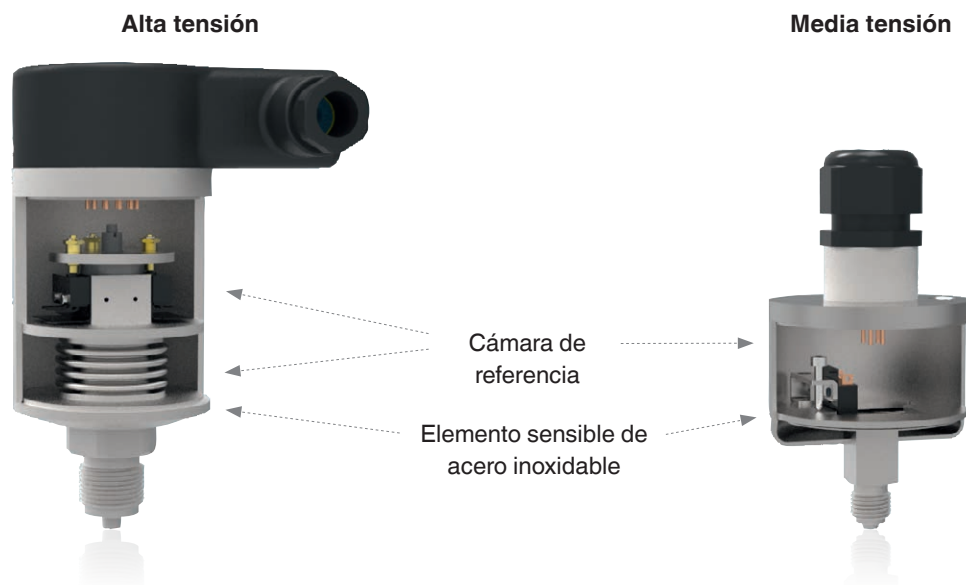 Alta tensión
Media tensión
Cámara de
referencia
Elemento sensible de
acero inoxidable